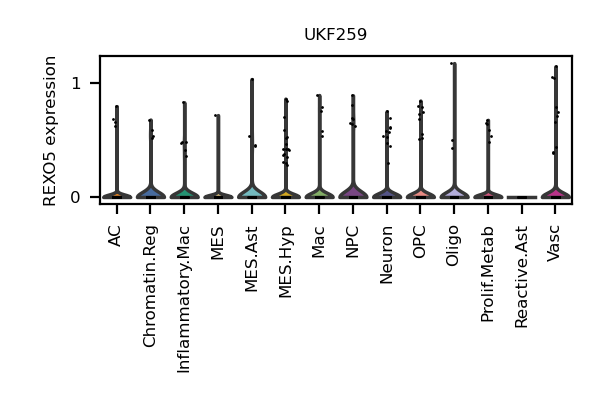 UKF259
REXO5 expression
1
0
AC
Chromatin.Reg
Inflammatory.Mac
MES
MES.Ast
MES.Hyp
Mac
NPC
Neuron
OPC
Oligo
Prolif.Metab
Reactive.Ast
Vasc